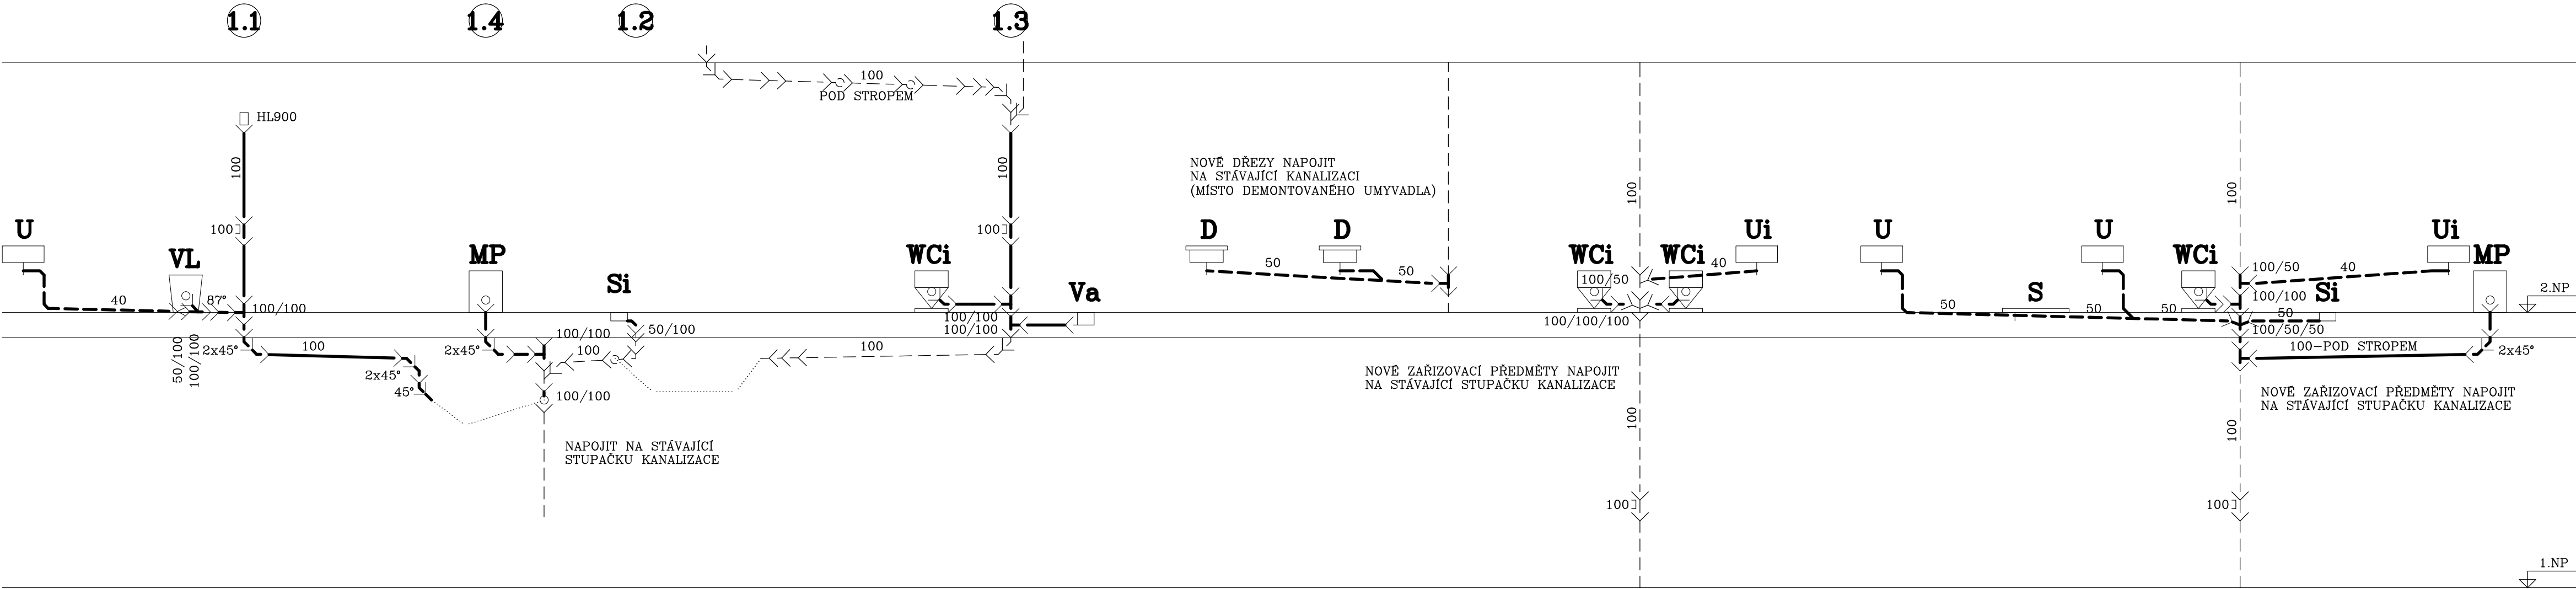 1.1
1.4
1.2
1.3
100
POD STROPEM
HL900
100
100
NOVÉ DŘEZY NAPOJIT
NA STÁVAJÍCÍ KANALIZACI
(MÍSTO DEMONTOVANÉHO UMYVADLA)
100
100
U
100
100
D
D
Ui
U
U
Ui
VL
MP
WCi
WCi
WCi
WCi
MP
Si
50
50
100/50
40
100/50
40
Va
S
Si
2.NP
40
87°
100/100
100/100
50/100
100/100
100/100
100/100/100
50
50
50
100/100
50
100/50/50
50/100
100/100
2x45°
100
2x45°
100
100
100-POD STROPEM
2x45°
2x45°
45°
100/100
NOVÉ ZAŘIZOVACÍ PŘEDMĚTY NAPOJIT
NA STÁVAJÍCÍ STUPAČKU KANALIZACE
NOVÉ ZAŘIZOVACÍ PŘEDMĚTY NAPOJIT
NA STÁVAJÍCÍ STUPAČKU KANALIZACE
100
100
NAPOJIT NA STÁVAJÍCÍ
STUPAČKU KANALIZACE
100
100
1.NP